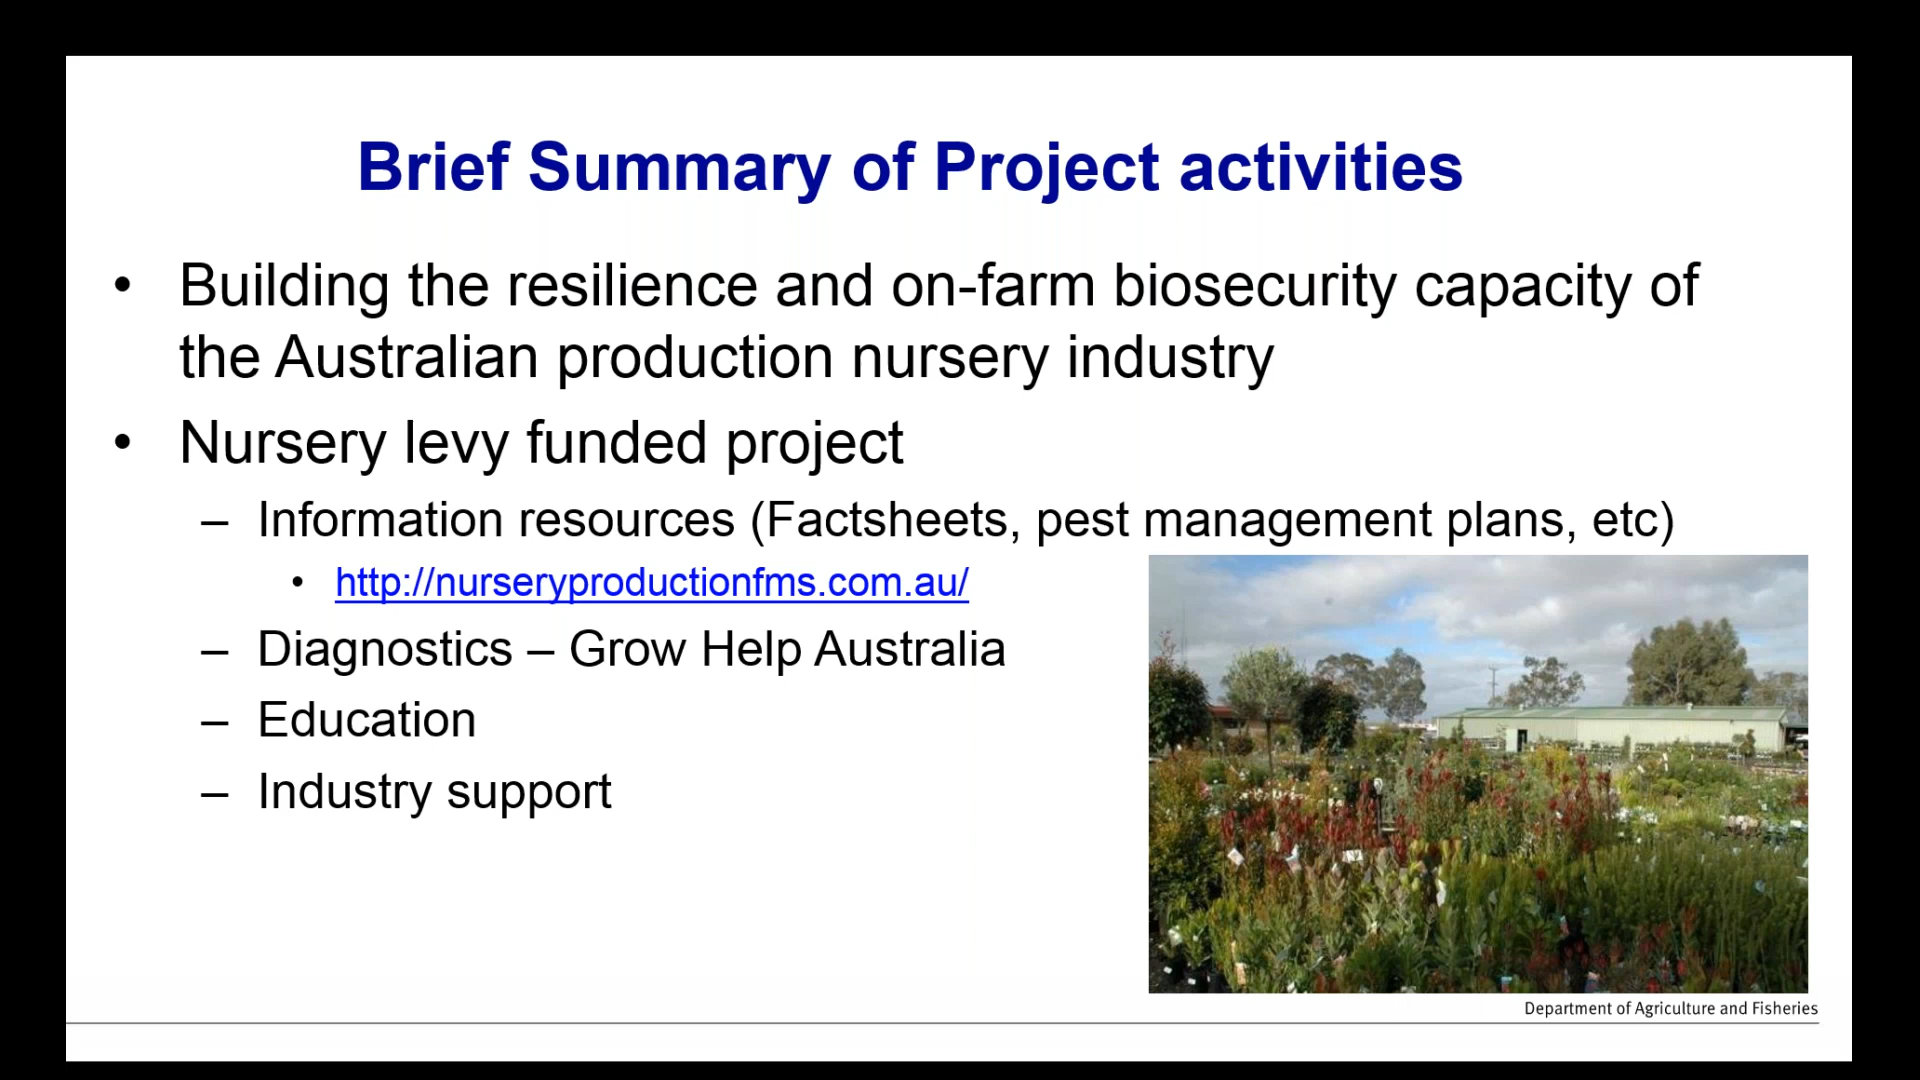 Brief Summary of Project activities
• Building the resilience and on-farm biosecurity capacity of
the Australian production nursery industry
• Nursery levy funded project
– Information resources (Factsheets, pest management plans, etc)
• http://nurseryproductionfms.com.au/
– Diagnostics – Grow Help Australia
– Education
– Industry support
Department of Agriculture and Fisheries